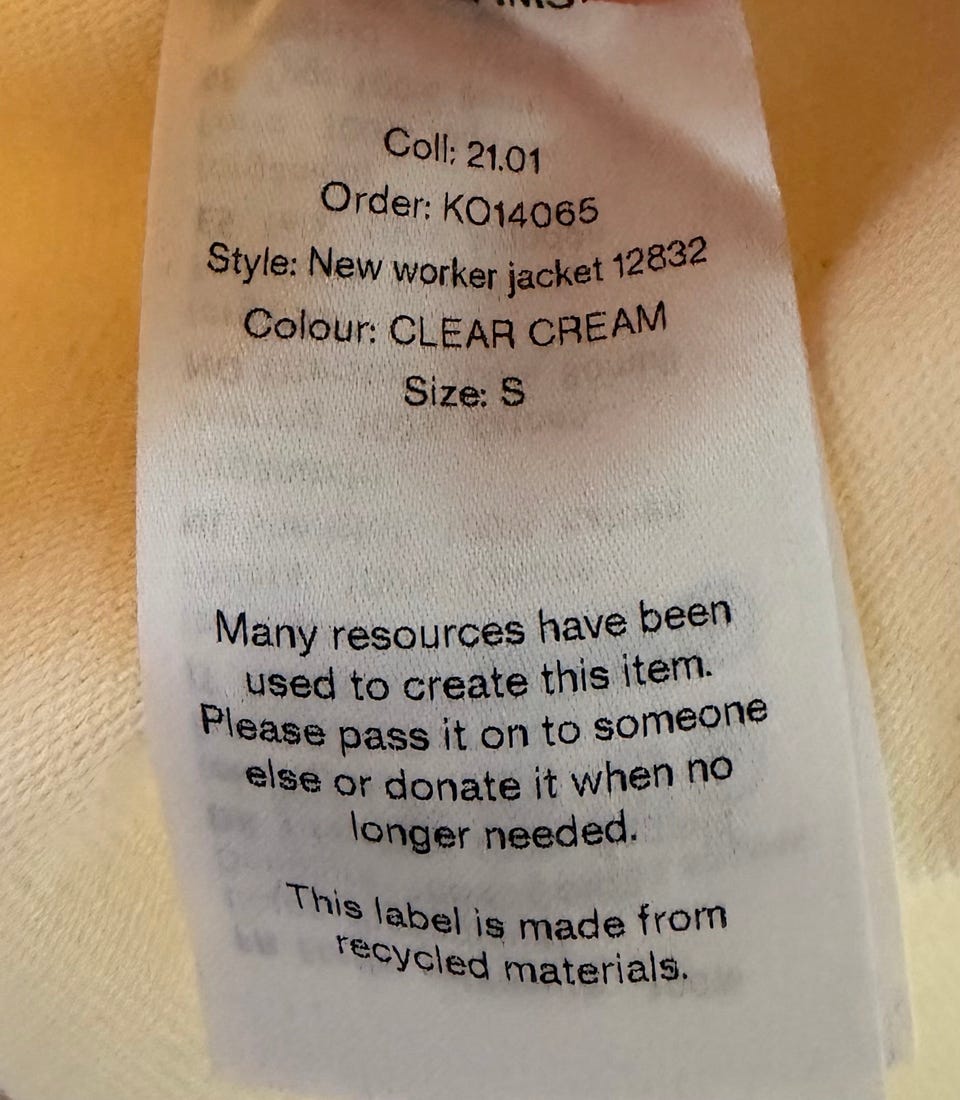 Coll: 21.01
Order: KO14065
Style: New worker jacket 12832
Colour: CLEAR CREAM
Size: S
Many resources have been
used to create this item.
Please pass it on to someone
else or donate it when no
longer needed.
This label is made from
recycled materials.